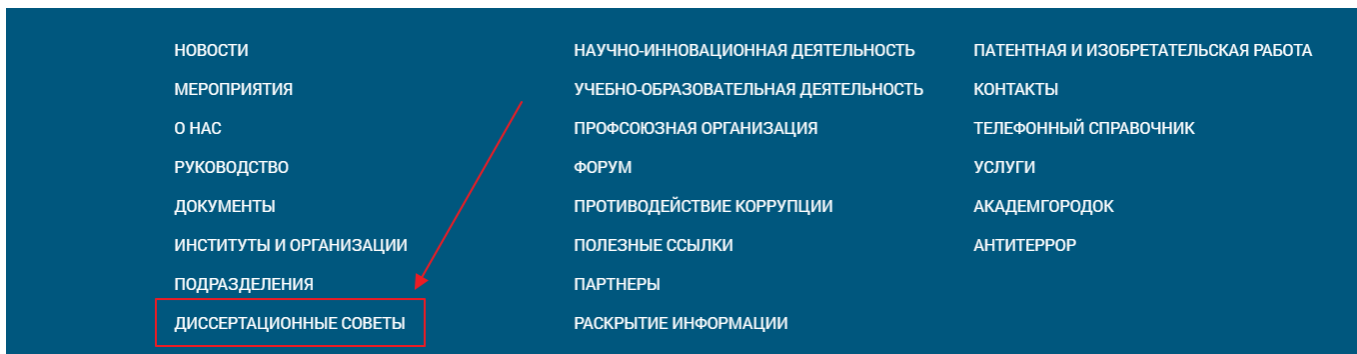 НОВОСТИ
МЕРОПРИЯТИЯ
О НАС
РУКОВОДСТВО
ДОКУМЕНТЫ
ИНСТИТУТЫ И ОРГАНИЗАЦИИ
ПОДРАЗДЕЛЕНИЯ
ДИССЕРТАЦИОННЫЕ СОВЕТЫ
НАУЧНО-ИННОВАЦИОННАЯ ДЕЯТЕЛЬНОСТЬ
УЧЕБНО-ОБРАЗОВАТЕЛЬНАЯ ДЕЯТЕЛЬНОСТЬ
ПРОФСОЮЗНАЯ ОРГАНИЗАЦИЯ
ФОРУМ
ПРОТИВОДЕЙСТВИЕ КОРРУПЦИИ
ПОЛЕЗНЫЕ ССЫЛКИ
ПАРТНЕРЫ
РАСКРЫТИЕ ИНФОРМАЦИИ
ПАТЕНТНАЯ И ИЗОБРЕТАТЕЛЬСКАЯ РАБОТА
КОНТАКТЫ
ТЕЛЕФОННЫЙ СПРАВОЧНИК
УСЛУГИ
АКАДЕМГОРОДОК
АНТИТЕРРОР